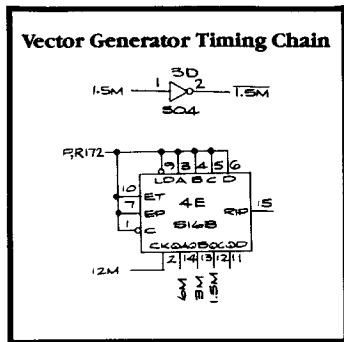 Vector Generator Timing Chain
3D
1.5M 1 2 1.5M
S04
P,R172
9 3 4 5 6
LD A B C D
10 ET
4E
7 EP
RIP 15
S163
1 C
CK QA QB QC QD
12M 2 14 13 12 11
6M 3M 1.5M